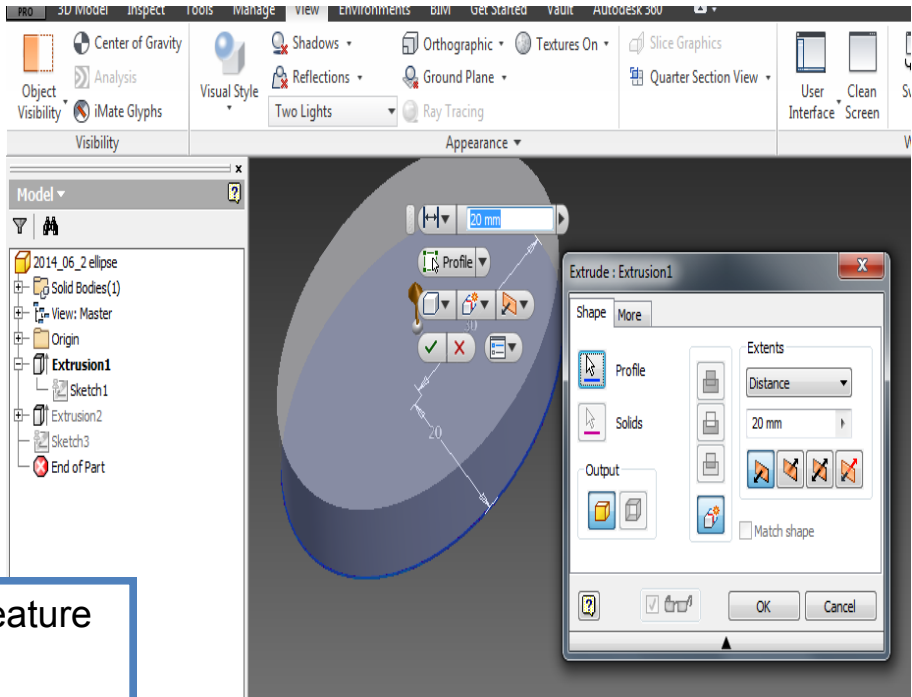 PRO 3D Model Inspect Tools Manage View Environments BIM Get Started Vault Autodesk 360
Object Visibility
Center of Gravity
Analysis
iMate Glyphs
Visual Style
Shadows
Reflections
Two Lights
Orthographic
Ground Plane
Ray Tracing
Textures On
Slice Graphics
Quarter Section View
User Interface
Clean Screen
Visibility
Appearance
Model
2014_06_2 ellipse
Solid Bodies(1)
View: Master
Origin
Extrusion1
Sketch1
Extrusion2
Sketch3
End of Part
20 mm
Profile
20
Extrude : Extrusion1
Shape More
Profile
Solids
Output
Extents
Distance
20 mm
Match shape
OK Cancel
eature